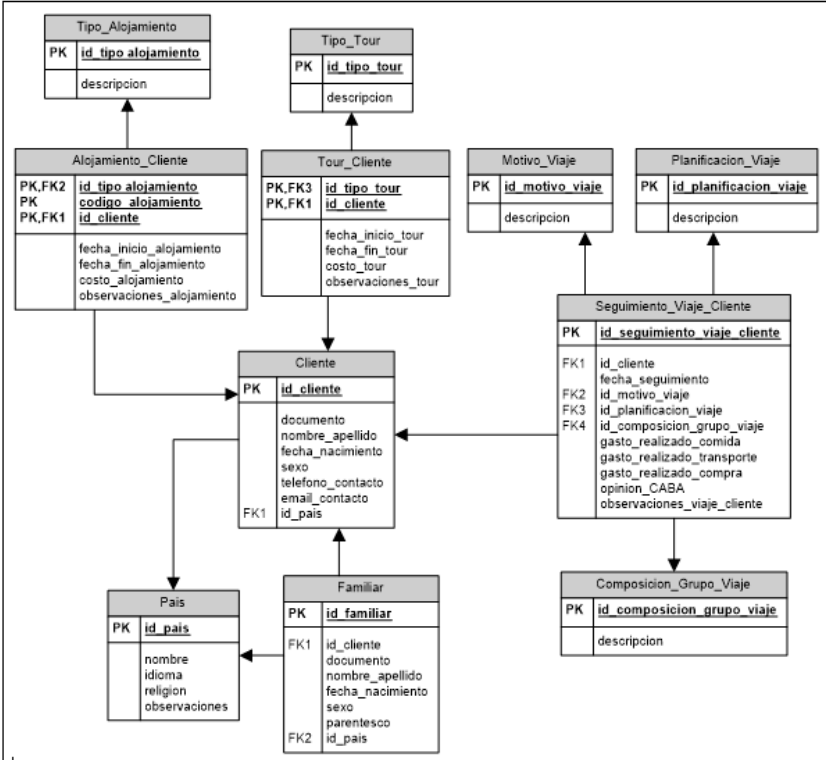 Tipo_Alojamiento
PK id_tipo alojamiento
descripcion
Tipo_Tour
PK id_tipo_tour
descripcion
Alojamiento_Cliente
PK,FK2 id_tipo alojamiento
PK codigo_alojamiento
PK,FK1 id_cliente
fecha_inicio_alojamiento
fecha_fin_alojamiento
costo_alojamiento
observaciones_alojamiento
Tour_Cliente
PK,FK3 id_tipo_tour
PK,FK1 id_cliente
fecha_inicio_tour
fecha_fin_tour
costo_tour
observaciones_tour
Motivo_Viaje
PK id_motivo_viaje
descripcion
Planificacion_Viaje
PK id_planificacion_viaje
descripcion
Seguimiento_Viaje_Cliente
PK id_seguimiento_viaje_cliente
FK1 id_cliente
fecha_seguimiento
FK2 id_motivo_viaje
FK3 id_planificacion_viaje
FK4 id_composicion_grupo_viaje
gasto_realizado_comida
gasto_realizado_transporte
gasto_realizado_compra
opinion_CABA
observaciones_viaje_cliente
Cliente
PK id_cliente
documento
nombre_apellido
fecha_nacimiento
sexo
telefono_contacto
email_contacto
FK1 id_pais
Pais
PK id_pais
nombre
idioma
religion
observaciones
Familiar
PK id_familiar
FK1 id_cliente
documento
nombre_apellido
fecha_nacimiento
sexo
parentesco
FK2 id_pais
Composicion_Grupo_Viaje
PK id_composicion_grupo_viaje
descripcion